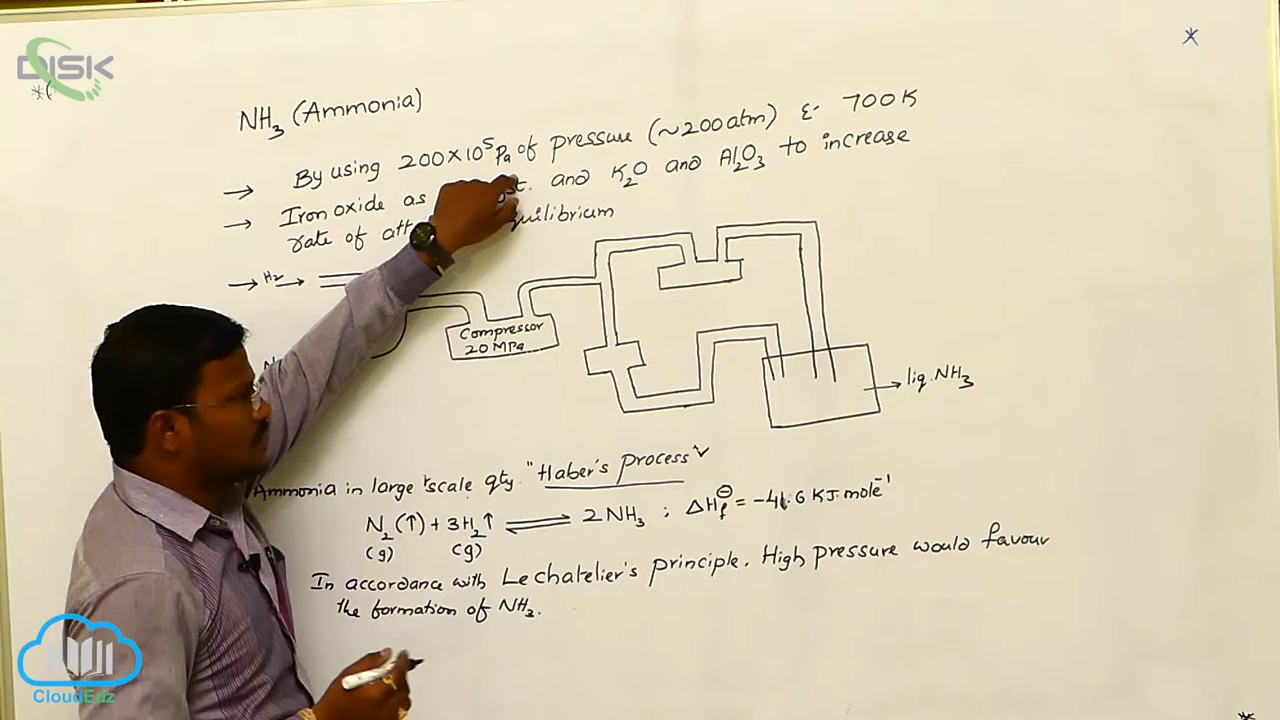 DISK
NH₃ (Ammonia)
→ By using 200×10⁵ Pa of pressure (~200 atm) & 700K
→ Iron oxide as and K₂O and Al₂O₃ to increase
rate of
→ H₂ →
Compressor
20 MPa
→ liq. NH₃
Ammonia in large scale qty. "Haber's Process"
N₂(↑) + 3H₂↑ ⇌ 2NH₃ ; ΔHf⊖ = -46.6 KJ·mole⁻¹
(g) (g)
In accordance with Lechatelier's principle. High pressure would favour
the formation of NH₃.
CloudEdz